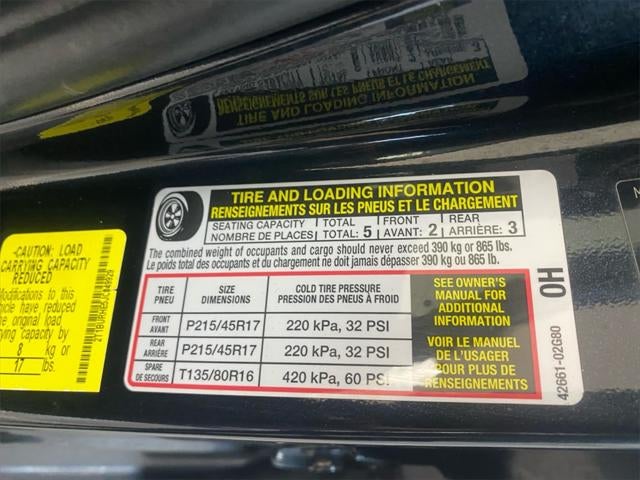 TIRE AND LOADING INFORMATION
RENSEIGNEMENTS SUR LES PNEUS ET LE CHARGEMENT
SEATING CAPACITY TOTAL 5 FRONT 2 REAR 3
NOMBRE DE PLACES TOTAL: AVANT: ARRIÈRE:
The combined weight of occupants and cargo should never exceed 390 kg or 865 lbs.
Le poids total des occupants et du chargement ne doit jamais dépasser 390 kg ou 865 lb.
TIRE SIZE COLD TIRE PRESSURE
PNEU DIMENSIONS PRESSION DES PNEUS À FROID
FRONT
AVANT P215/45R17 220 kPa, 32 PSI
REAR
ARRIÈRE P215/45R17 220 kPa, 32 PSI
SPARE
DE SECOURS T135/80R16 420 kPa, 60 PSI
SEE OWNER'S
MANUAL FOR
ADDITIONAL
INFORMATION
VOIR LE MANUEL
DE L'USAGER
POUR PLUS DE
RENSEIGNEMENTS
0H
42661-02G80
CAUTION: LOAD
CARRYING CAPACITY
REDUCED
Modifications to this
vehicle have reduced
the original load
carrying capacity by
8 kg or
17 lbs.